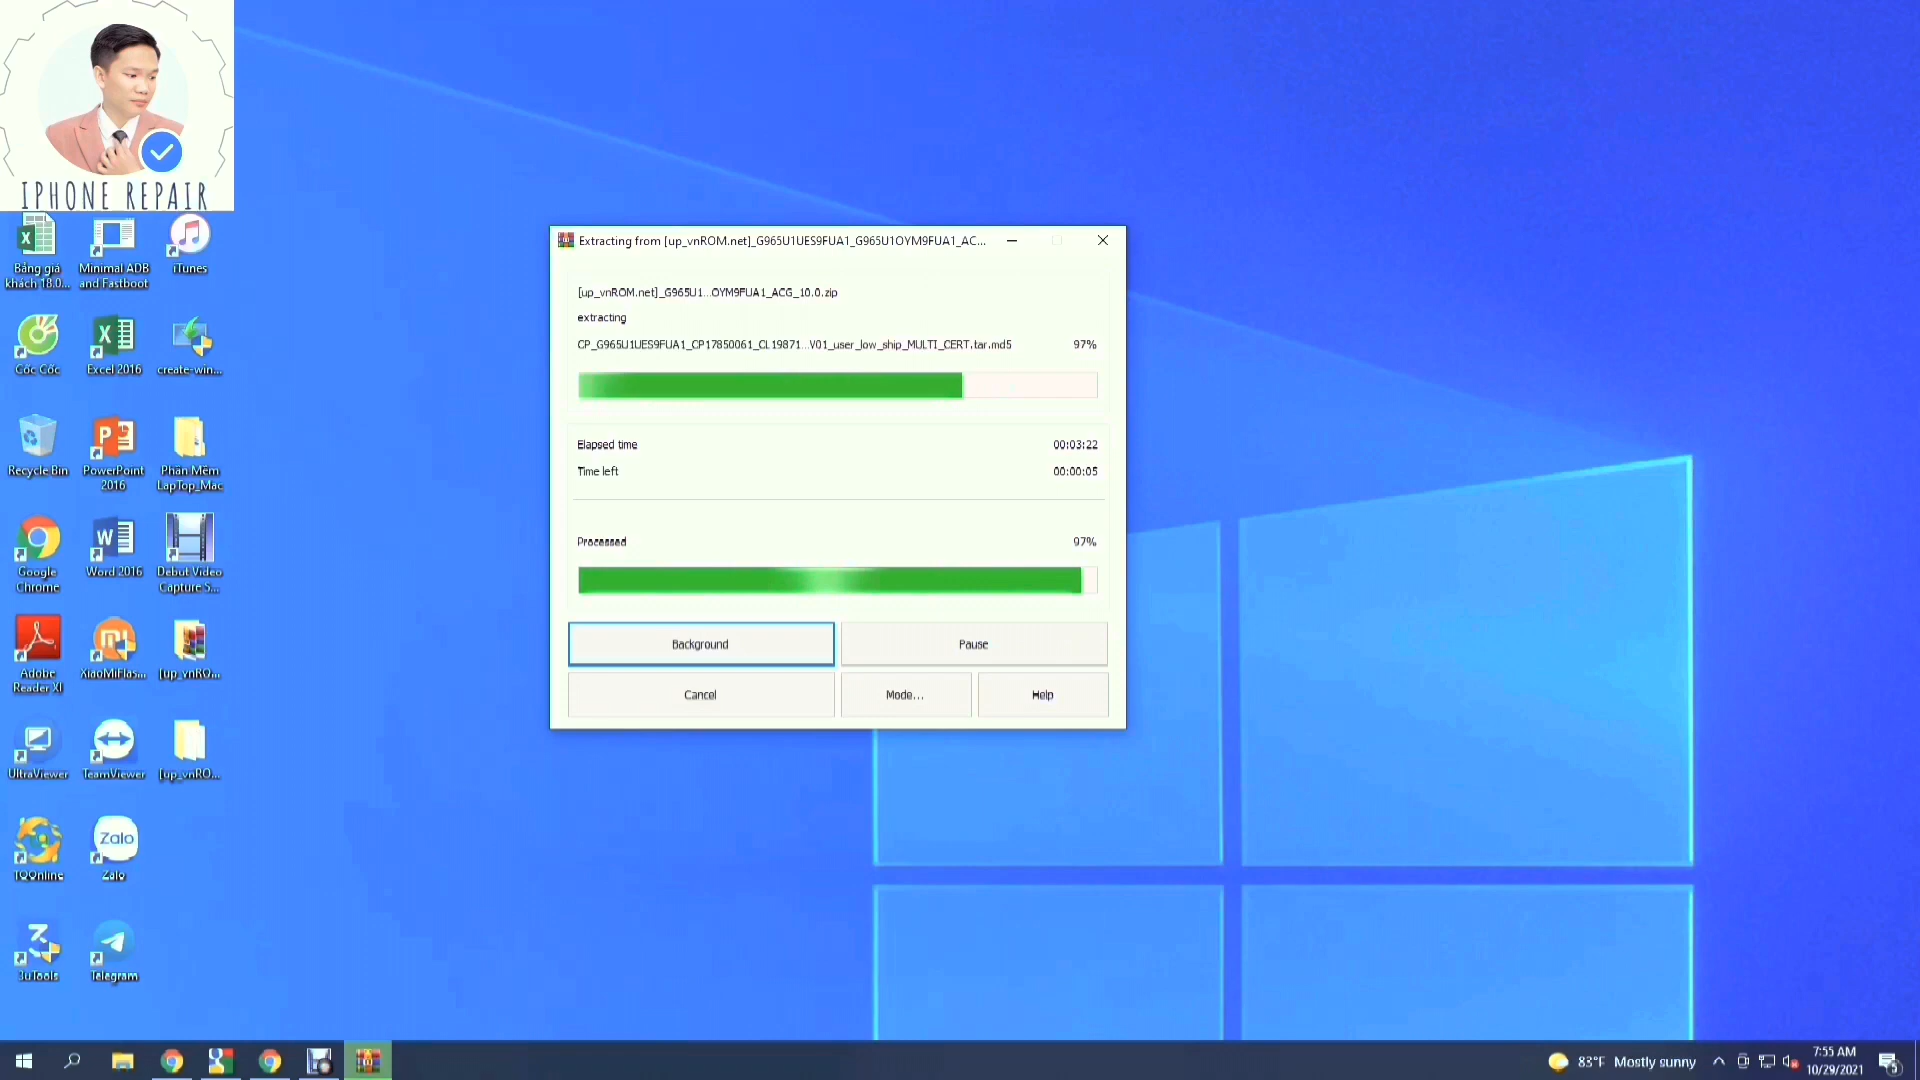 IPHONE REPAIR
Bảng giá
khách 18.0...
Minimal ADB
and Fastboot
iTunes
Cốc Cốc
Excel 2016
create-win...
Recycle Bin
PowerPoint
2016
Phần Mềm
LapTop_Mac
Google
Chrome
Word 2016
Debut Video
Capture S...
Adobe
Reader XI
XiaoMiFlas...
[up_vnRO...
UltraViewer
TeamViewer
[up_vnRO...
TQOnline
Zalo
Zalo
3uTools
Telegram
Extracting from [up_vnROM.net]_G965U1UES9FUA1_G965U1OYM9FUA1_AC...
[up_vnROM.net]_G965U1...OYM9FUA1_ACG_10.0.zip
extracting
CP_G965U1UES9FUA1_CP17850061_CL19871...V01_user_low_ship_MULTI_CERT.tar.md5 97%
Elapsed time 00:03:22
Time left 00:00:05
Processed 97%
Background Pause
Cancel Mode... Help
83°F Mostly sunny
7:55 AM
10/29/2021
5